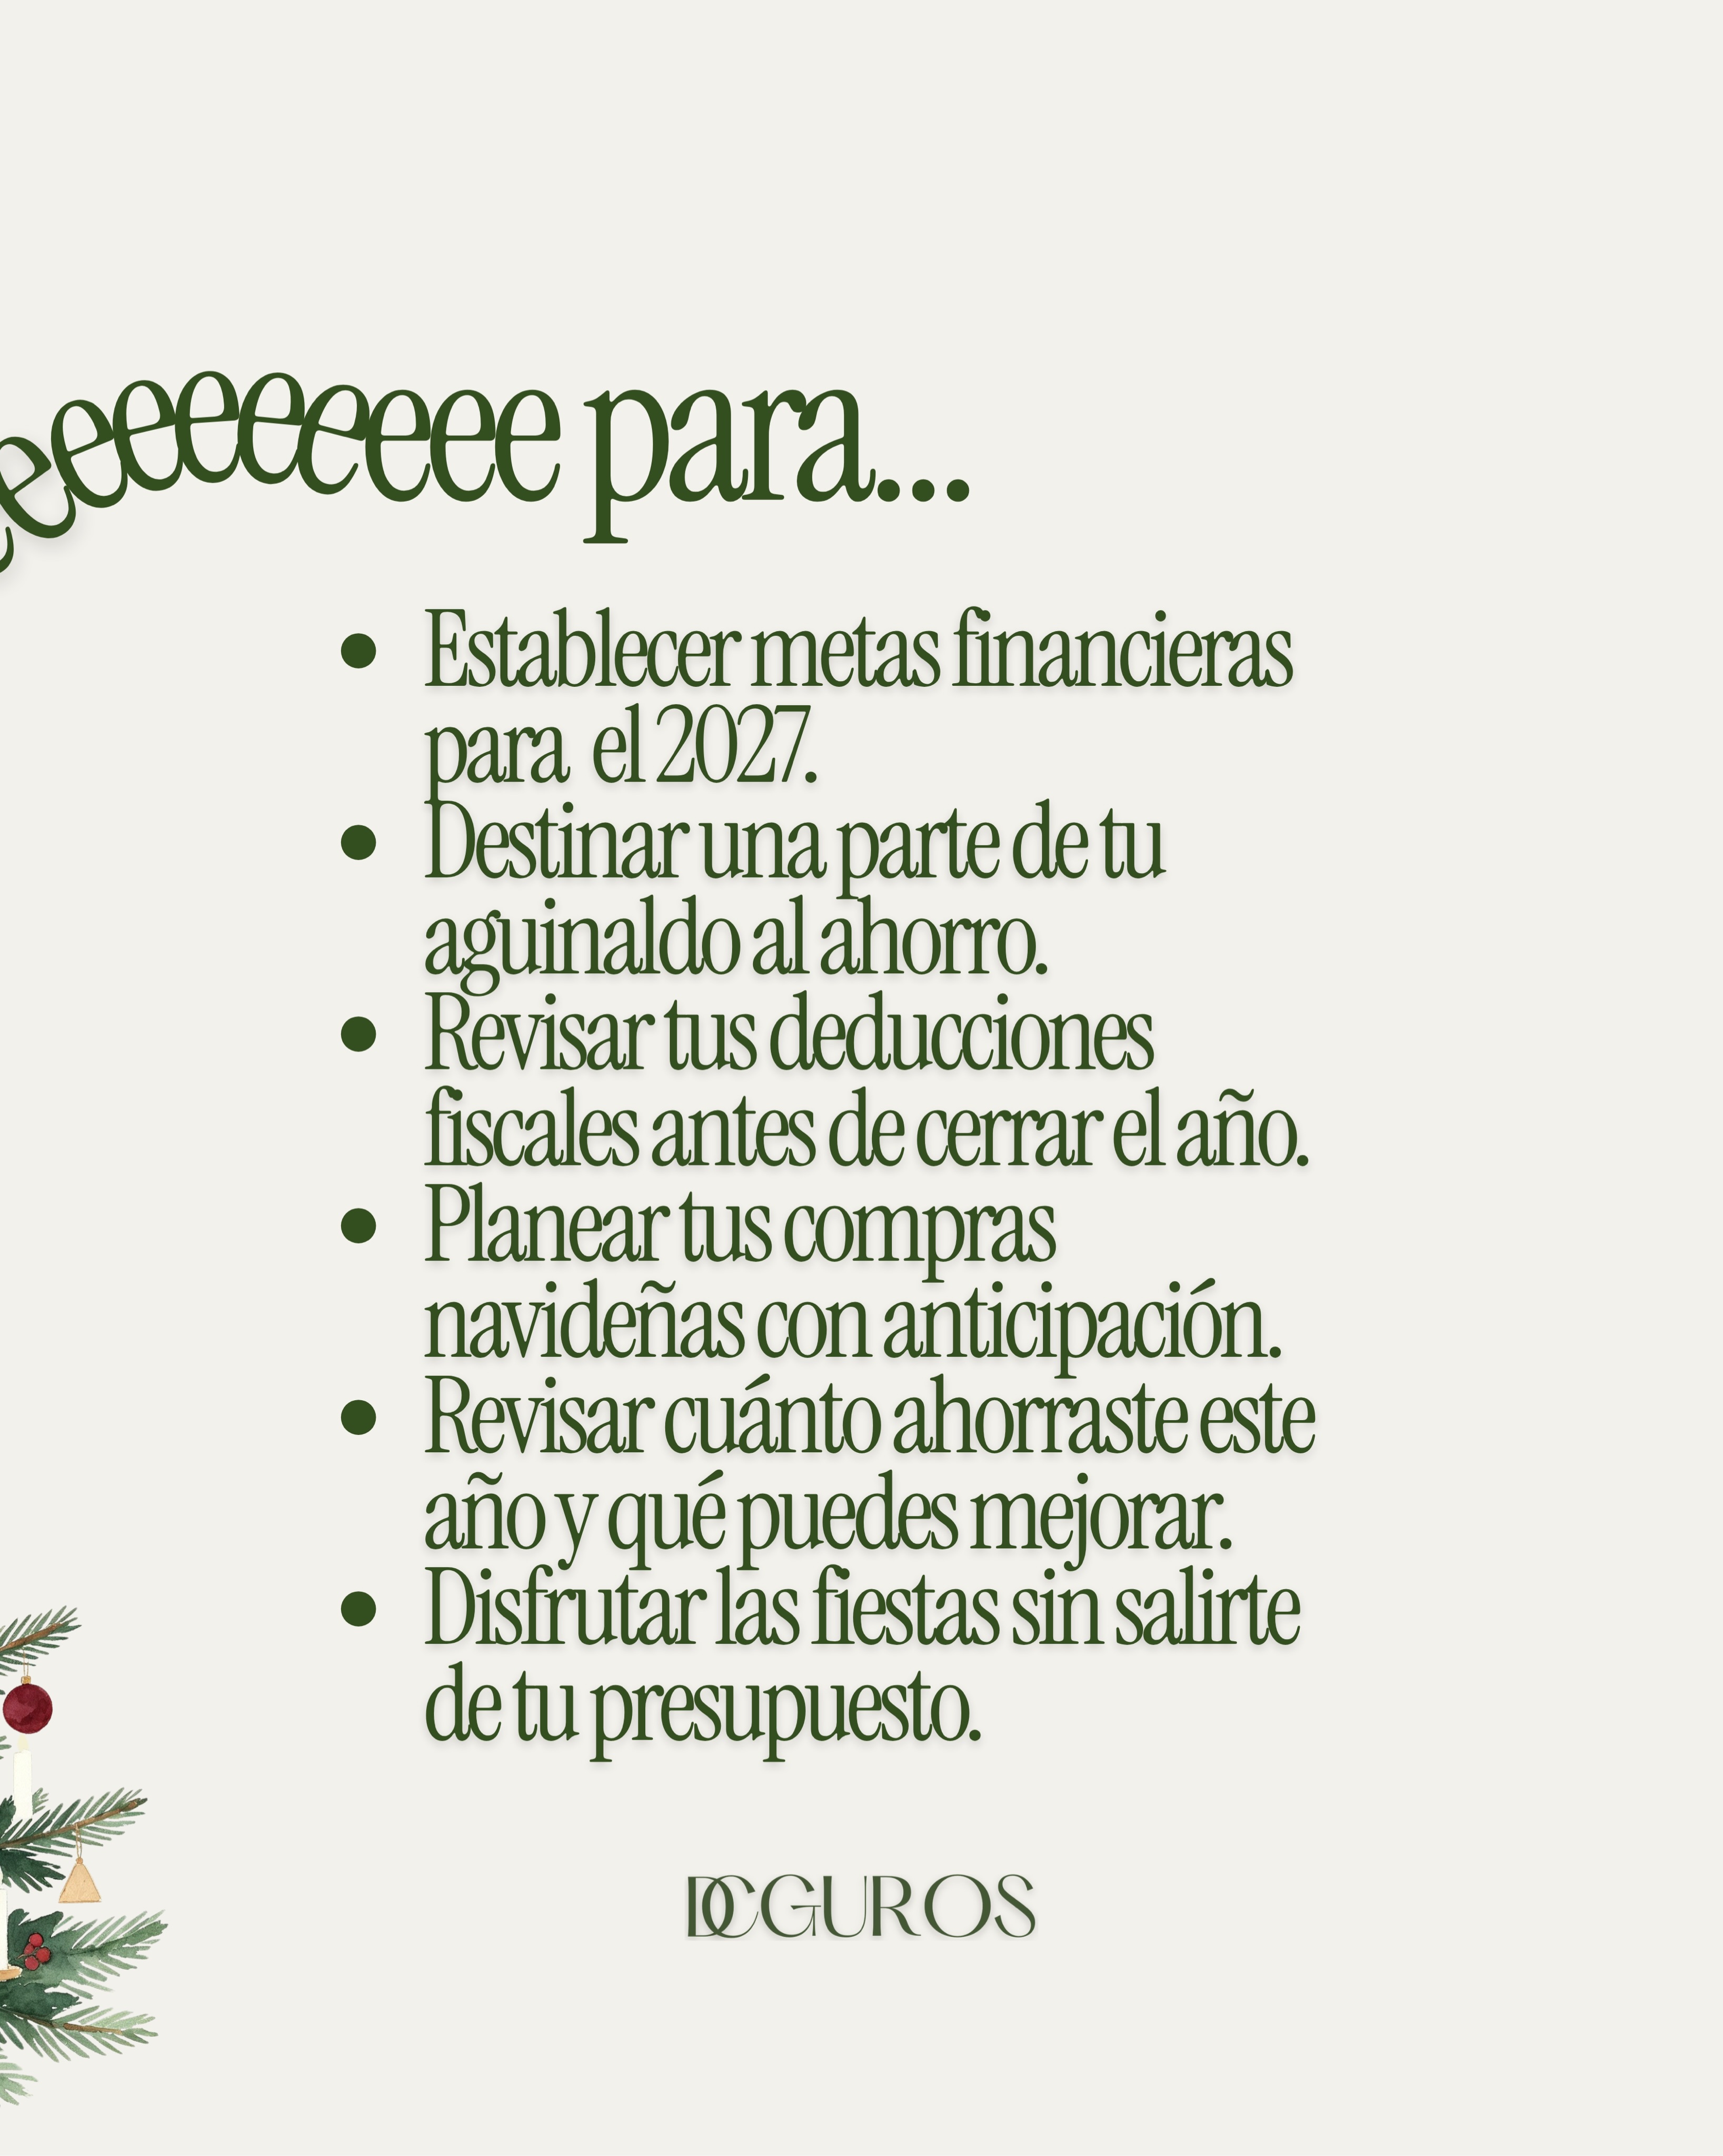 eeeeeeeeee para...
• Establecer metas financieras
para  el 2027.
• Destinar una parte de tu
aguinaldo al ahorro.
• Revisar tus deducciones
fiscales antes de cerrar el año.
• Planear tus compras
navideñas con anticipación.
• Revisar cuánto ahorraste este
año y qué puedes mejorar.
• Disfrutar las fiestas sin salirte
de tu presupuesto.
DCGUROS